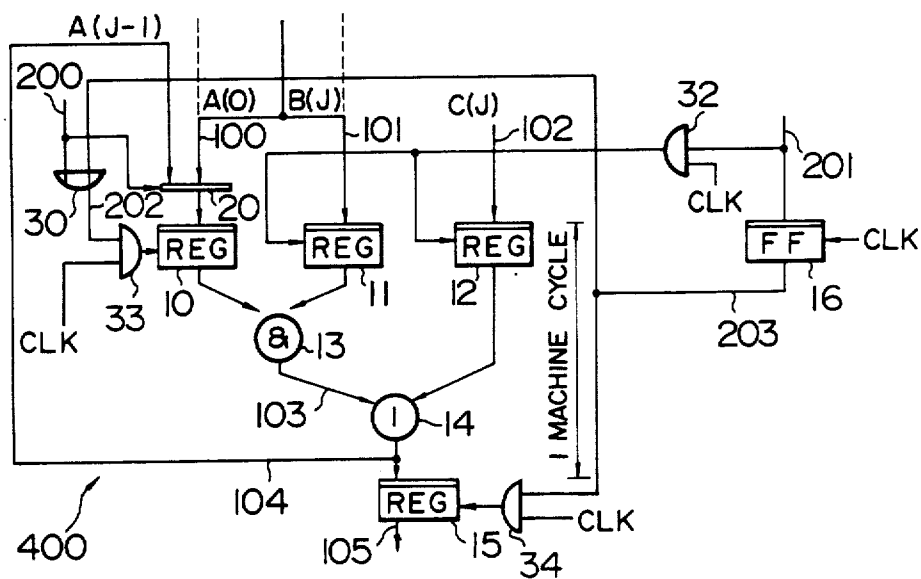 A(J-1)
200
A(0) B(J)
100
101
C(J)
102
32
201
CLK
30
202
20
REG
REG
REG
FF
CLK
33
10
11
12
16
CLK
& 13
203
1 MACHINE CYCLE
103
1 14
104
REG
CLK
400
105
15
34